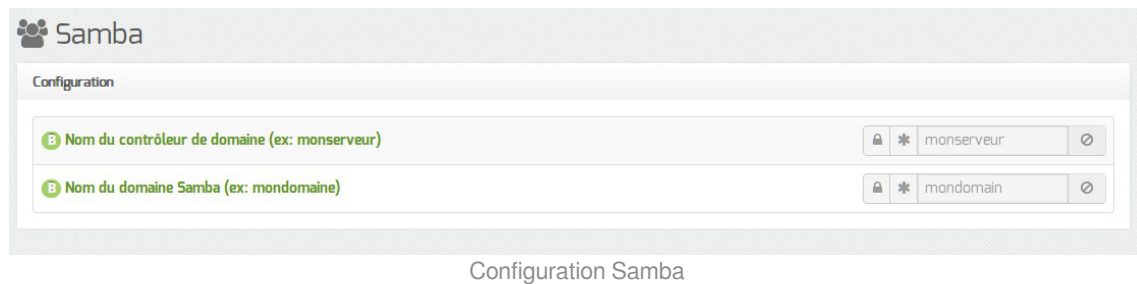 Samba
Configuration
B Nom du contrôleur de domaine (ex: monserveur)
monserveur
B Nom du domaine Samba (ex: mondomaine)
mondomain
Configuration Samba